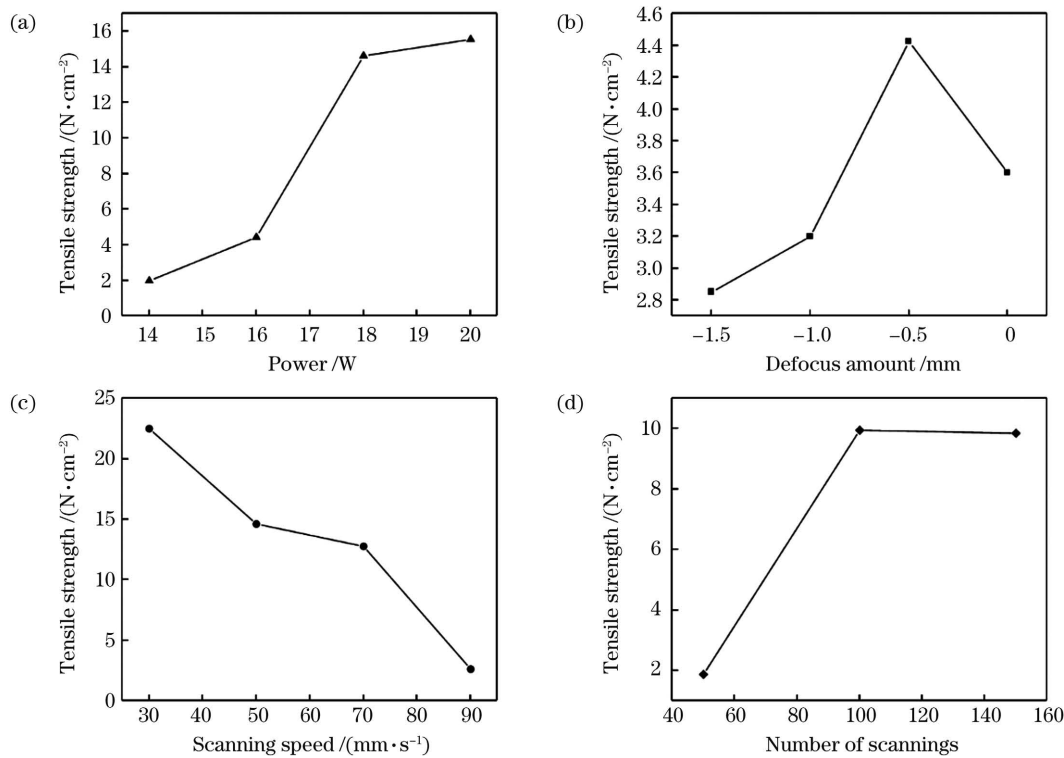 (a)
Tensile strength /(N·cm⁻²)
16
14
12
10
8
6
4
2
0
14 15 16 17 18 19 20
Power /W
(b)
Tensile strength /(N·cm⁻²)
4.6
4.4
4.2
4.0
3.8
3.6
3.4
3.2
3.0
2.8
−1.5 −1.0 −0.5 0
Defocus amount /mm
(c)
Tensile strength /(N·cm⁻²)
25
20
15
10
5
0
30 40 50 60 70 80 90
Scanning speed /(mm·s⁻¹)
(d)
Tensile strength /(N·cm⁻²)
10
8
6
4
2
40 60 80 100 120 140 160
Number of scannings